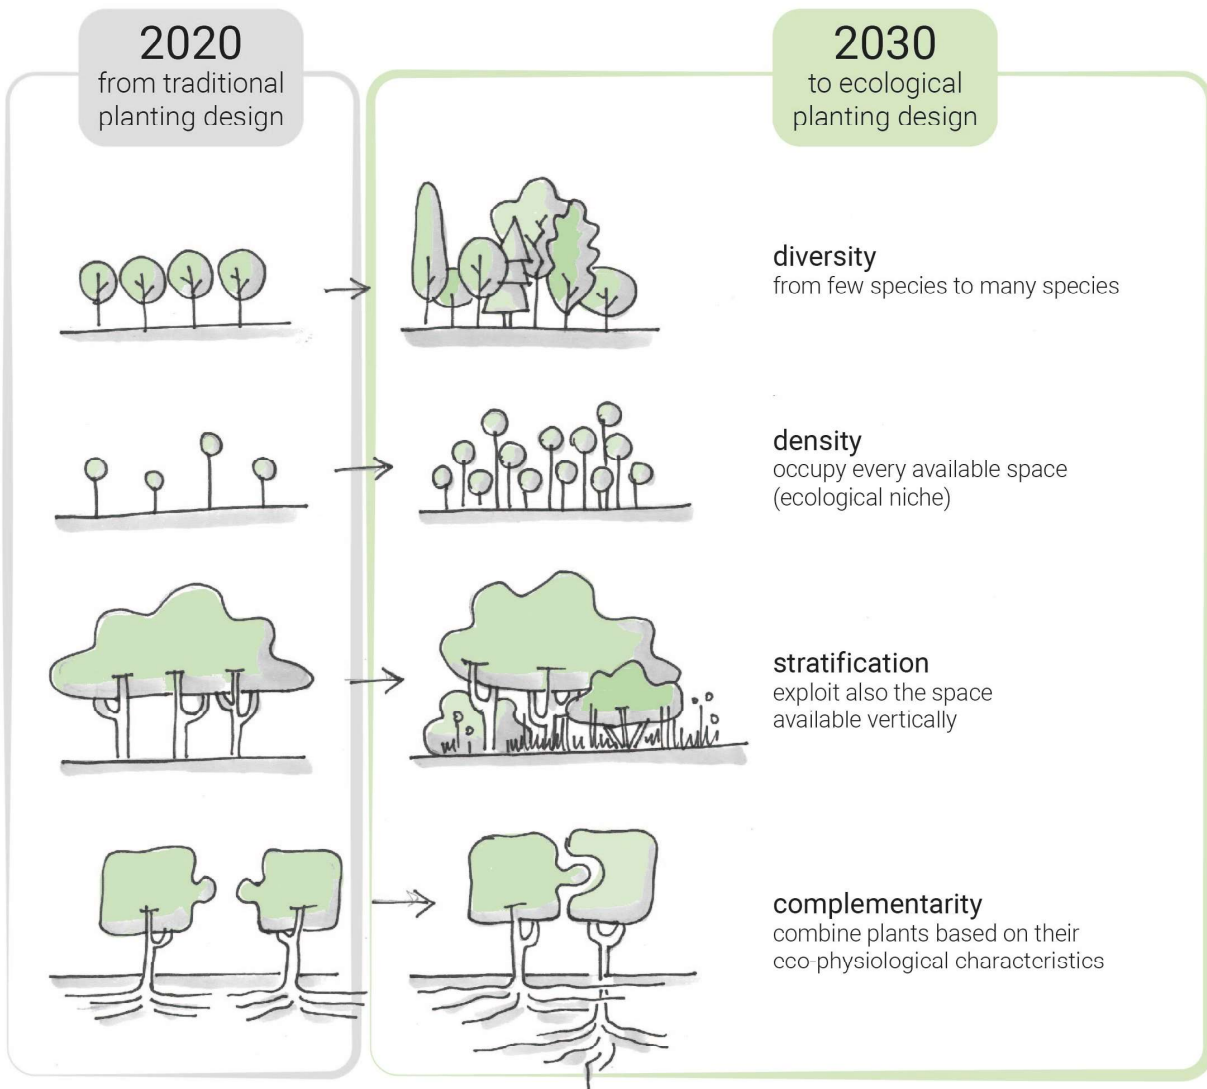 2020
from traditional
planting design
2030
to ecological
planting design
diversity
from few species to many species
density
occupy every available space
(ecological niche)
stratification
exploit also the space
available vertically
complementarity
combine plants based on their
eco-physiological characteristics